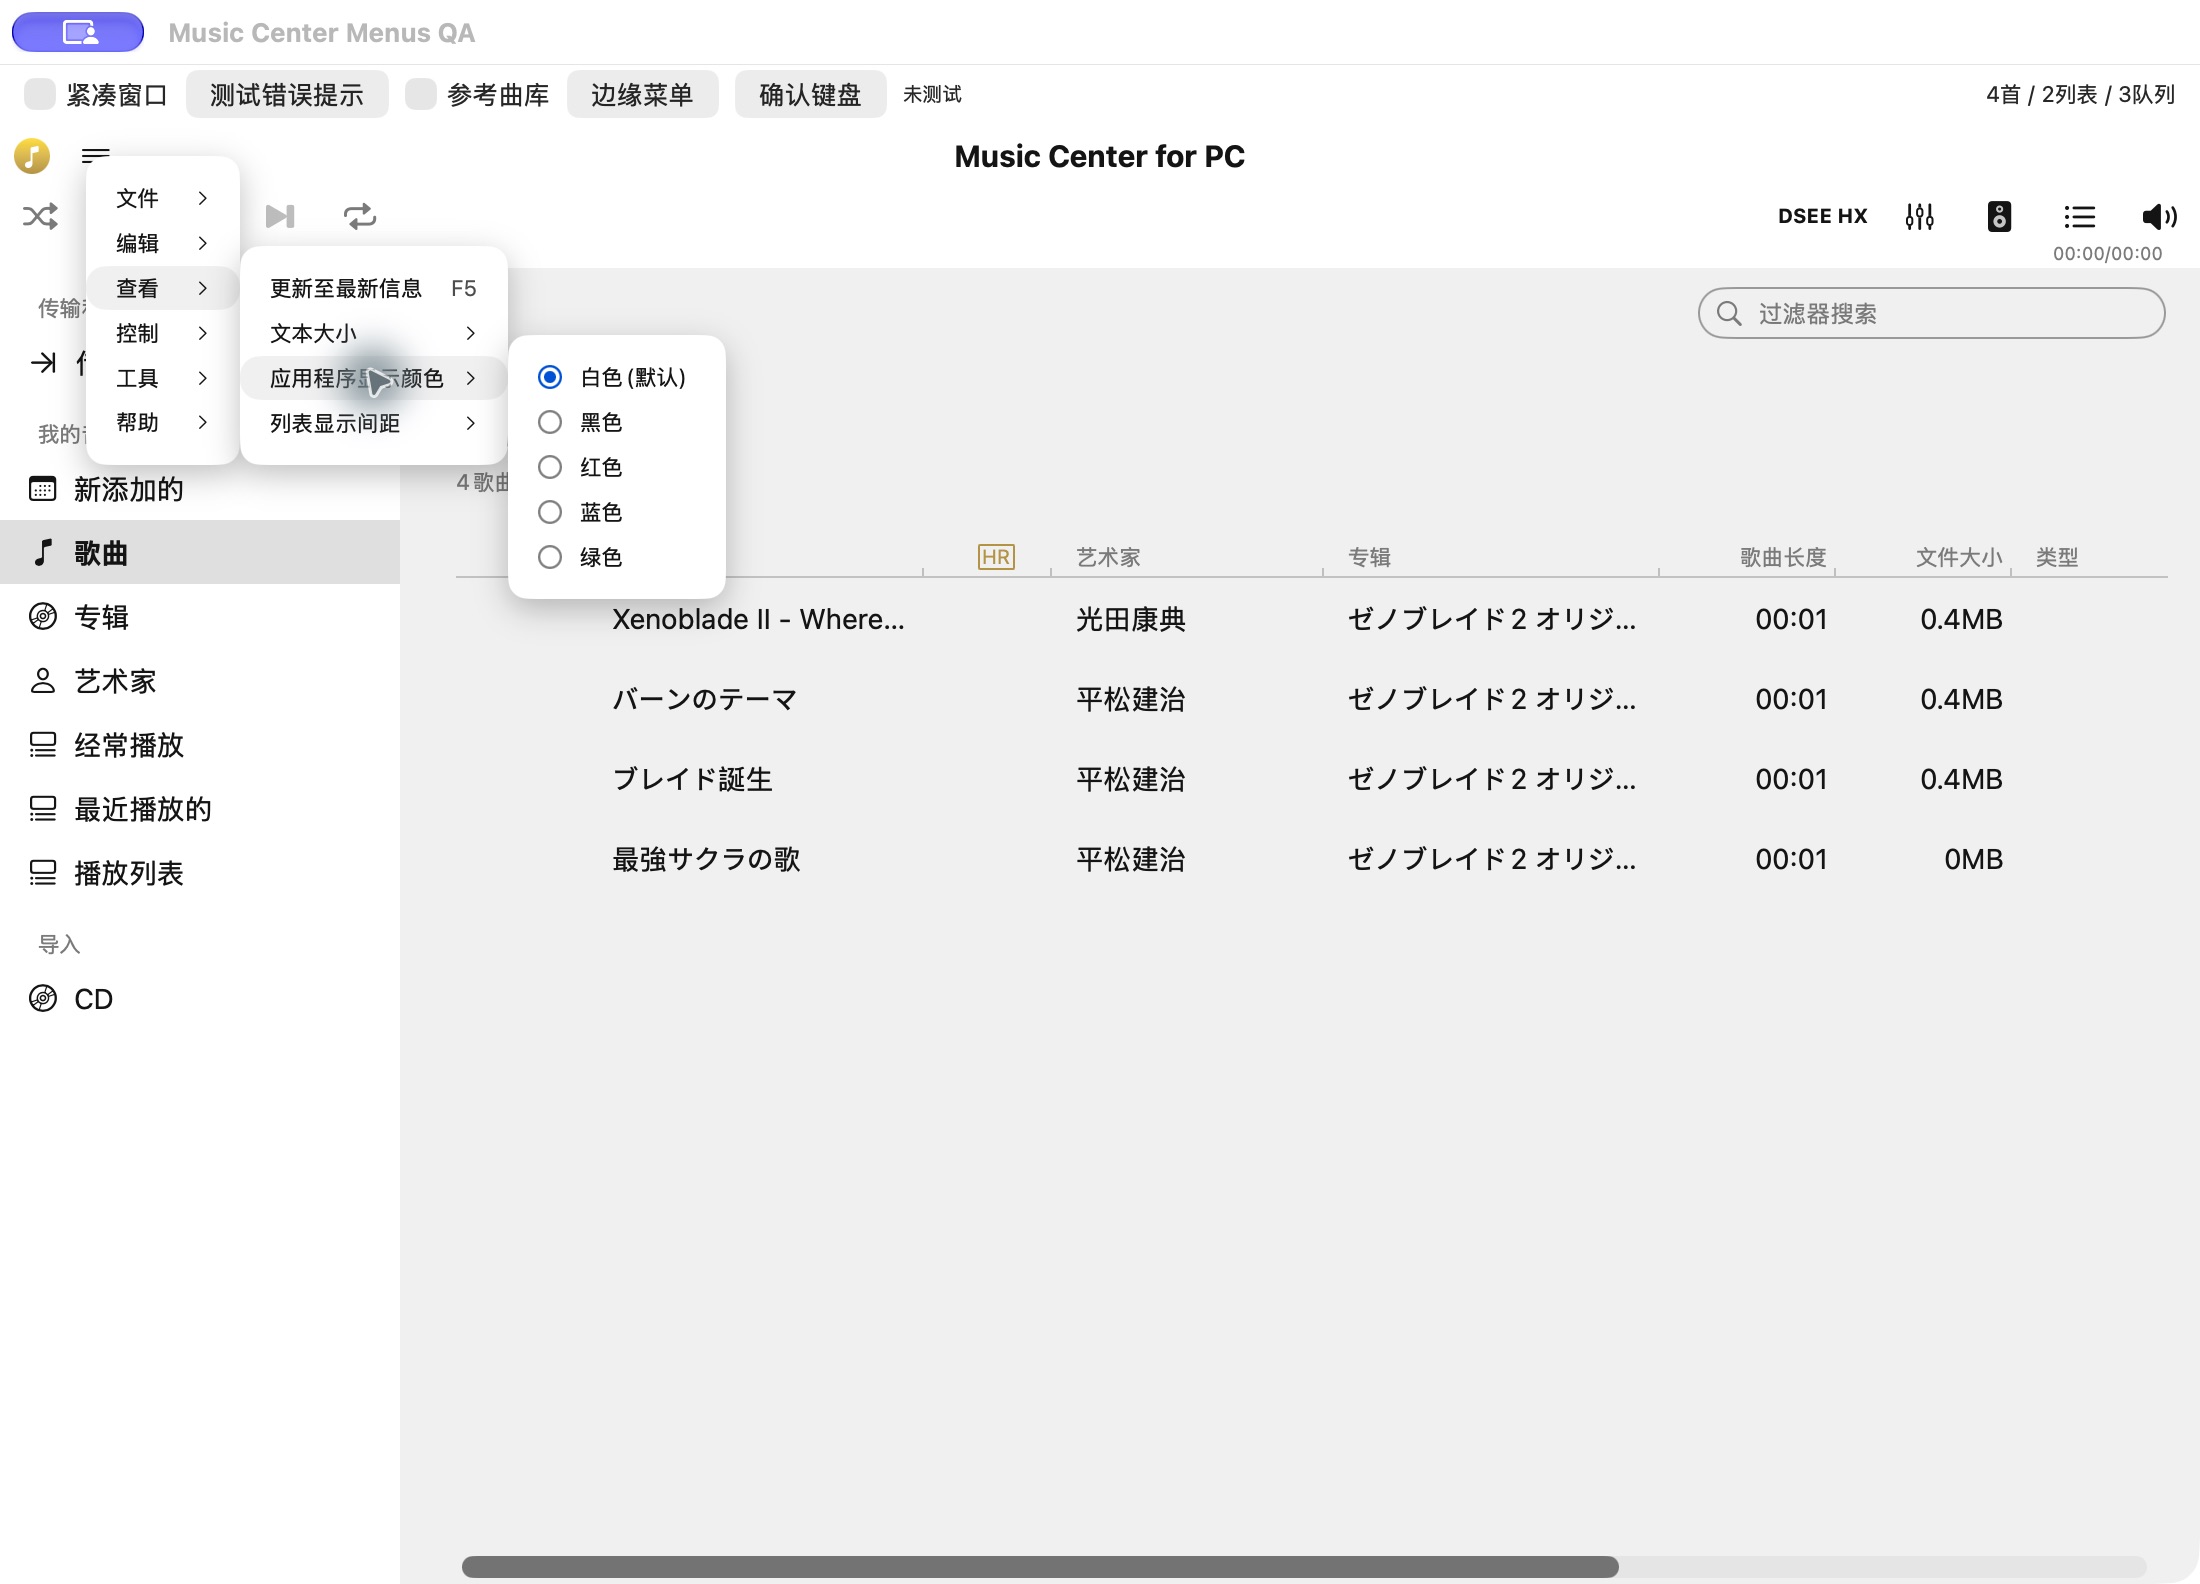 Music Center Menus QA
紧凑窗口 测试错误提示 参考曲库 边缘菜单 确认键盘 未测试 4首 / 2列表 / 3队列
Music Center for PC
文件
编辑
查看
控制
工具
帮助
更新至最新信息 F5
文本大小
应用程序显示颜色
列表显示间距
白色(默认)
黑色
红色
蓝色
绿色
DSEE HX
00:00/00:00
过滤器搜索
传输
我的
新添加的
歌曲
专辑
艺术家
经常播放
最近播放的
播放列表
导入
CD
4歌曲
HR 艺术家 专辑 歌曲长度 文件大小 类型
Xenoblade II - Where... 光田康典 ゼノブレイド2 オリジ... 00:01 0.4MB
バーンのテーマ 平松建治 ゼノブレイド2 オリジ... 00:01 0.4MB
ブレイド誕生 平松建治 ゼノブレイド2 オリジ... 00:01 0.4MB
最強サクラの歌 平松建治 ゼノブレイド2 オリジ... 00:01 0MB